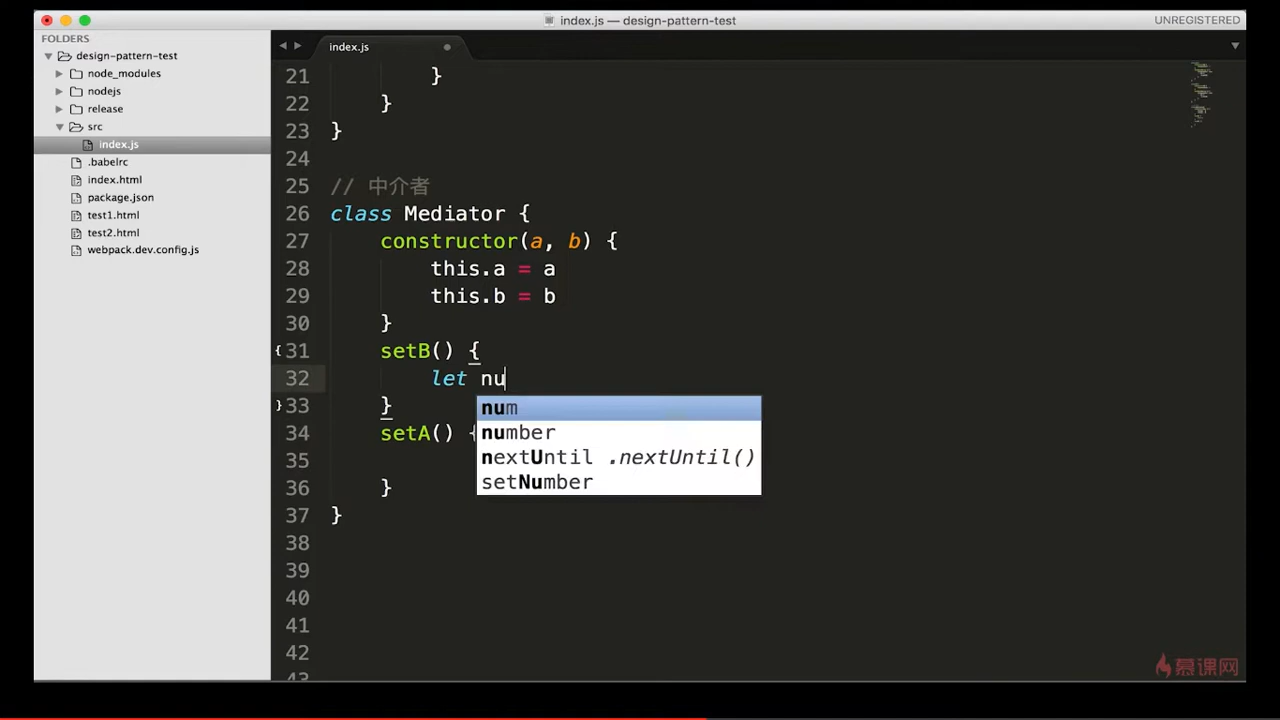 index.js — design-pattern-test
UNREGISTERED
FOLDERS
design-pattern-test
node_modules
nodejs
release
src
index.js
.babelrc
index.html
package.json
test1.html
test2.html
webpack.dev.config.js
index.js
21 }
22 }
23 }
24
25 // 中介者
26 class Mediator {
27 constructor(a, b) {
28 this.a = a
29 this.b = b
30 }
31 setB() {
32 let nu
33 }
34 setA() {
35
36 }
37 }
38
39
40
41
42
43
num
number
nextUntil .nextUntil()
setNumber
慕课网